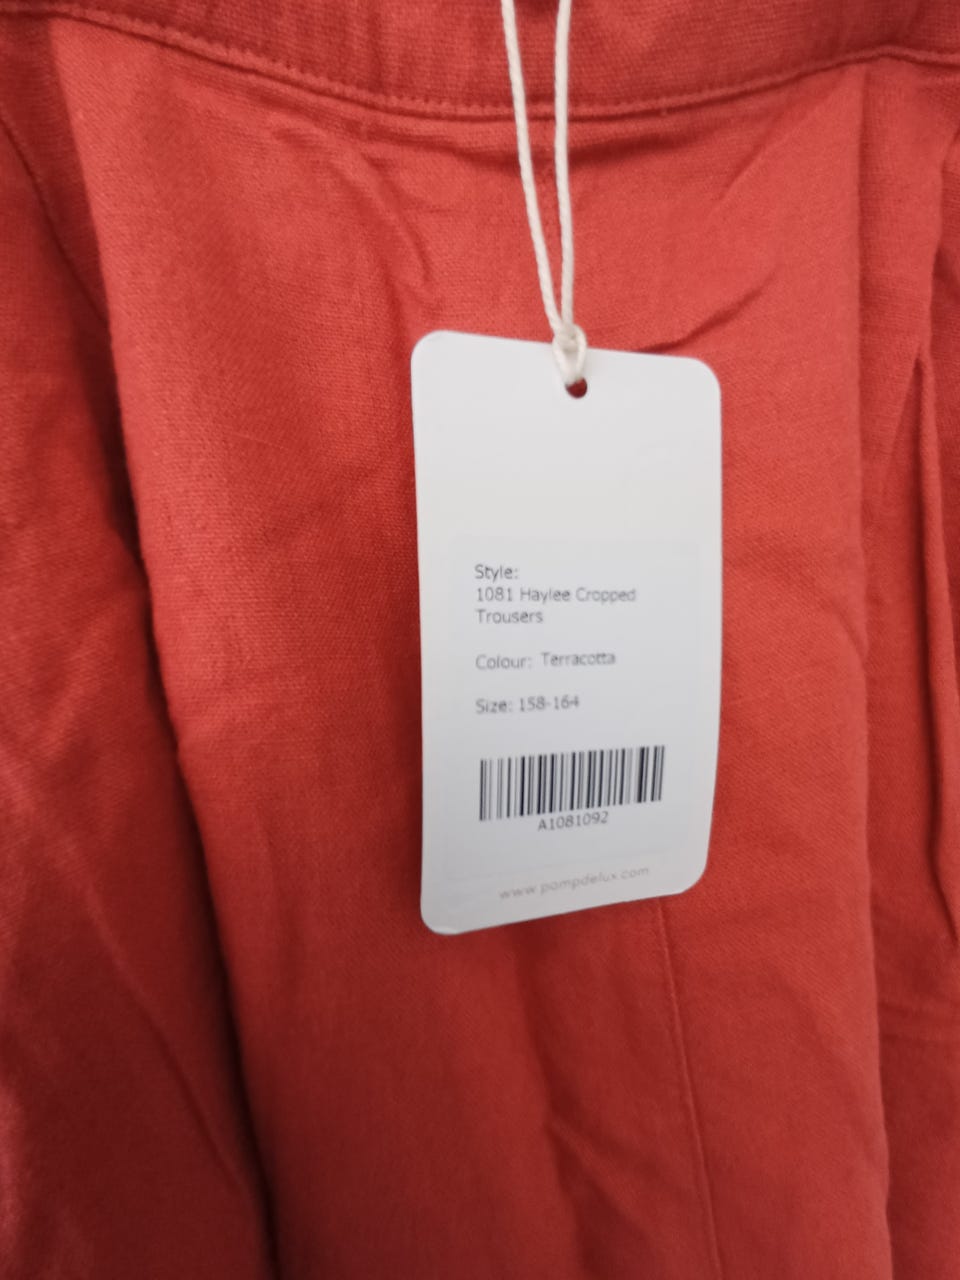 Style:
1081 Haylee Cropped
Trousers
Colour: Terracotta
Size: 158-164
A1081092
www.pompdelux.com